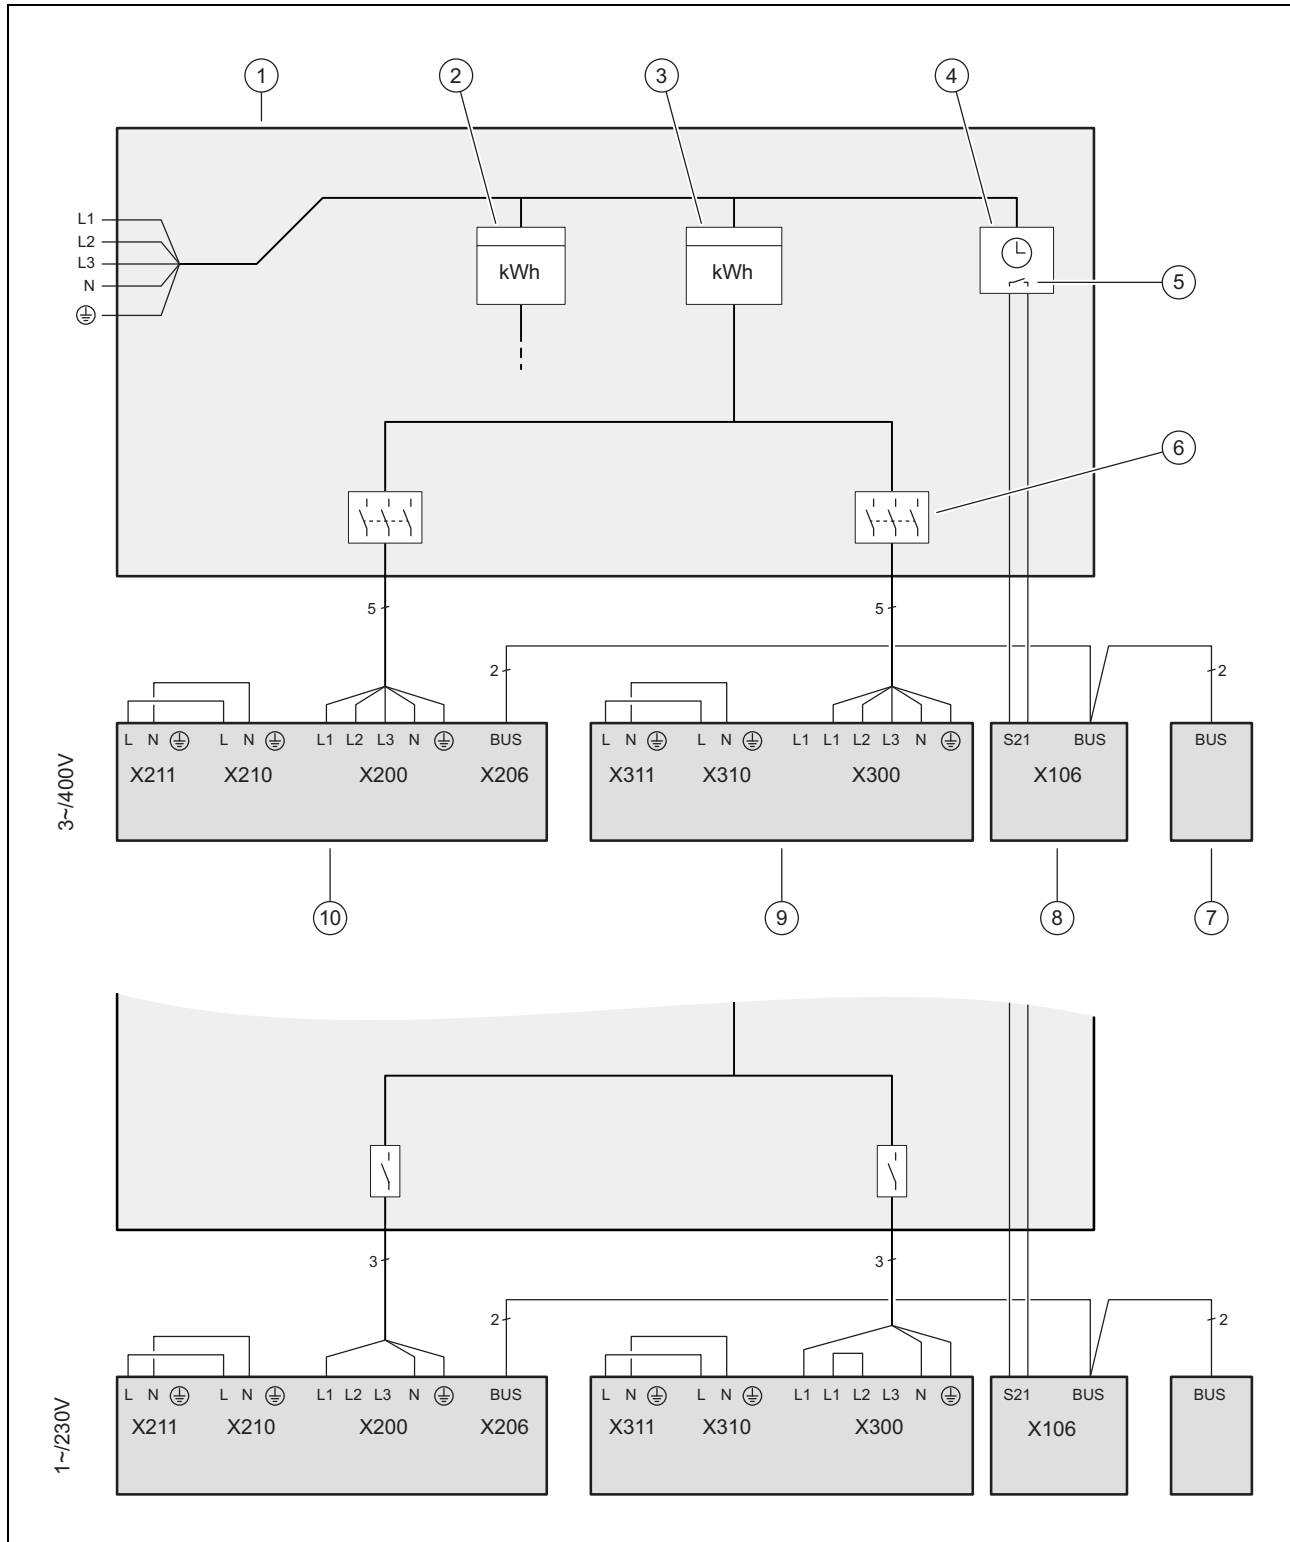 1 2 3 4
L1
L2
L3
N
kWh kWh
5
6
5 5
2 2
L N L N L1 L2 L3 N BUS L N L N L1 L1 L2 L3 N S21 BUS BUS
X211 X210 X200 X206 X311 X310 X300 X106
3~/400V
10 9 8 7
3 3
2 2
L N L N L1 L2 L3 N BUS L N L N L1 L1 L2 L3 N S21 BUS BUS
X211 X210 X200 X206 X311 X310 X300 X106
1~/230V